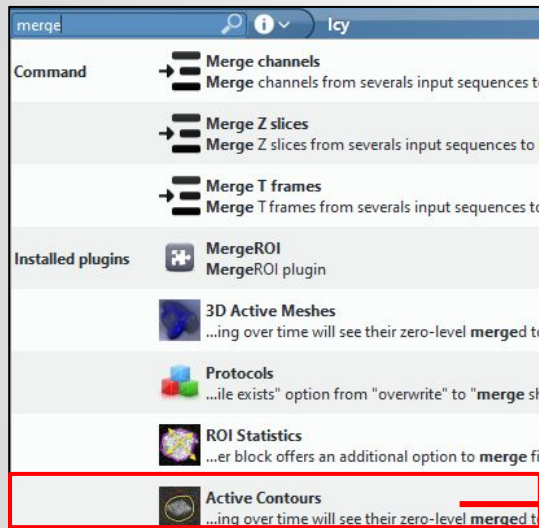 merge Icy
Command
Merge channels
Merge channels from severals input sequences to
Merge Z slices
Merge Z slices from severals input sequences to
Merge T frames
Merge T frames from severals input sequences to
Installed plugins
MergeROI
MergeROI plugin
3D Active Meshes
...ing over time will see their zero-level merged to
Protocols
...ile exists" option from "overwrite" to "merge sh
ROI Statistics
...er block offers an additional option to merge fi
Active Contours
...ing over time will see their zero-level merged to